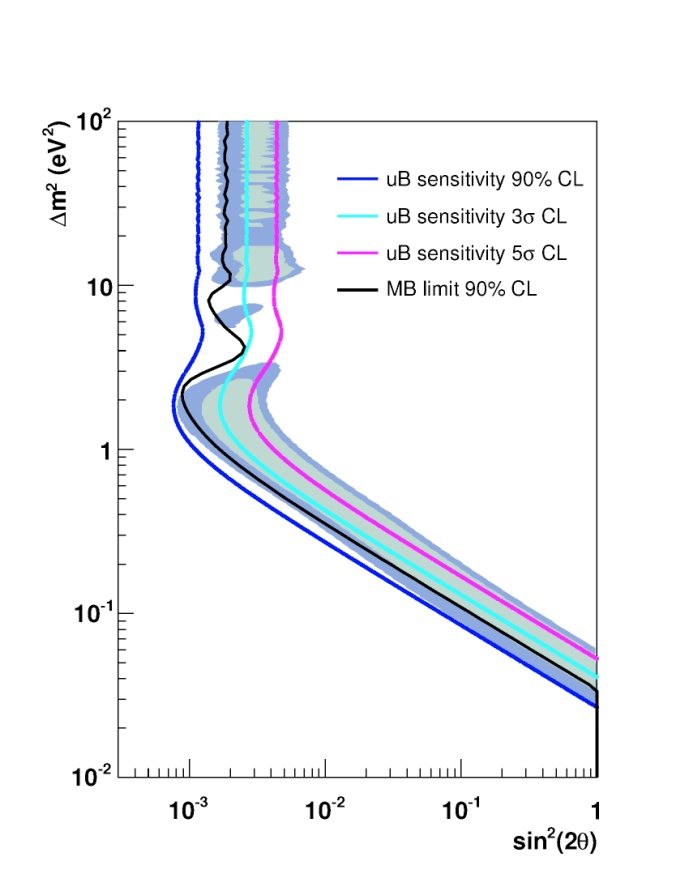 Δm² (eV²)
10²
10
1
10⁻¹
10⁻²
uB sensitivity 90% CL
uB sensitivity 3σ CL
uB sensitivity 5σ CL
MB limit 90% CL
10⁻³ 10⁻² 10⁻¹ 1
sin²(2θ)